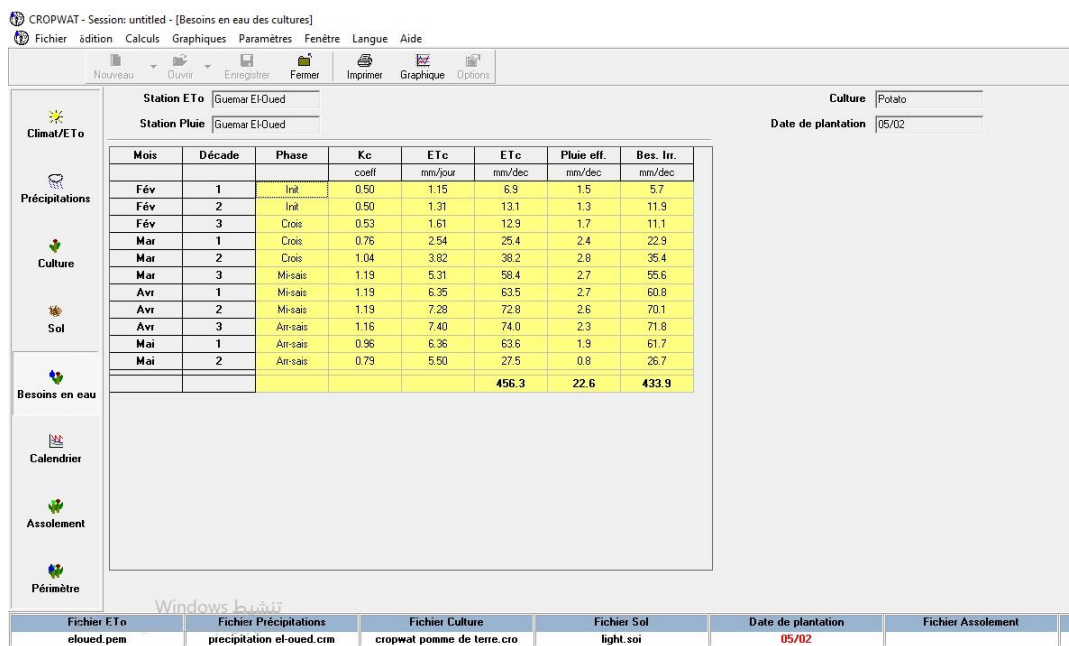 CROPWAT - Session: untitled - [Besoins en eau des cultures]
Fichier édition Calculs Graphiques Paramètres Fenêtre Langue Aide
Nouveau Ouvrir Enregistrer Fermer Imprimer Graphique Options
Station ETo Guemar El-Oued Culture Potato
Station Pluie Guemar El-Oued Date de plantation 05/02
Climat/ETo
Précipitations
Culture
Sol
Besoins en eau
Calendrier
Assolement
Périmètre
Mois Décade Phase Kc ETc ETc Pluie eff. Bes. Irr.
coeff mm/jour mm/dec mm/dec mm/dec
Fév 1 Init 0.50 1.15 6.9 1.5 5.7
Fév 2 Init 0.50 1.31 13.1 1.3 11.9
Fév 3 Crois 0.53 1.61 12.9 1.7 11.1
Mar 1 Crois 0.76 2.54 25.4 2.4 22.9
Mar 2 Crois 1.04 3.82 38.2 2.8 35.4
Mar 3 Mi-sais 1.19 5.31 58.4 2.7 55.6
Avr 1 Mi-sais 1.19 6.35 63.5 2.7 60.8
Avr 2 Mi-sais 1.19 7.28 72.8 2.6 70.1
Avr 3 Arr-sais 1.16 7.40 74.0 2.3 71.8
Mai 1 Arr-sais 0.96 6.36 63.6 1.9 61.7
Mai 2 Arr-sais 0.79 5.50 27.5 0.8 26.7
456.3 22.6 433.9
تنشيط Windows
Fichier ETo Fichier Précipitations Fichier Culture Fichier Sol Date de plantation Fichier Assolement
eloued.pem precipitation el-oued.crm cropwat pomme de terre.cro light.soi 05/02